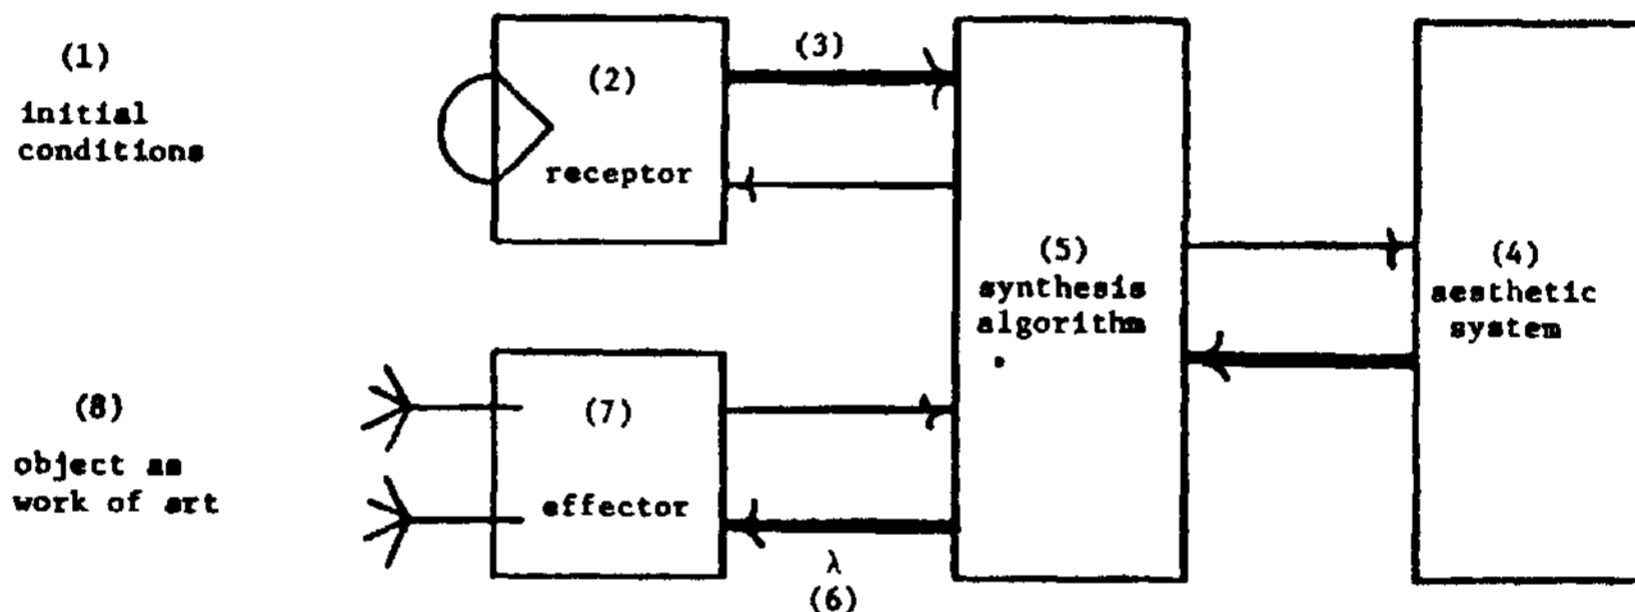 (1)
initial
conditions
(2)
receptor
(3)
(5)
synthesis
algorithm
(4)
aesthetic
system
(8)
object as
work of art
(7)
effector
λ
(6)